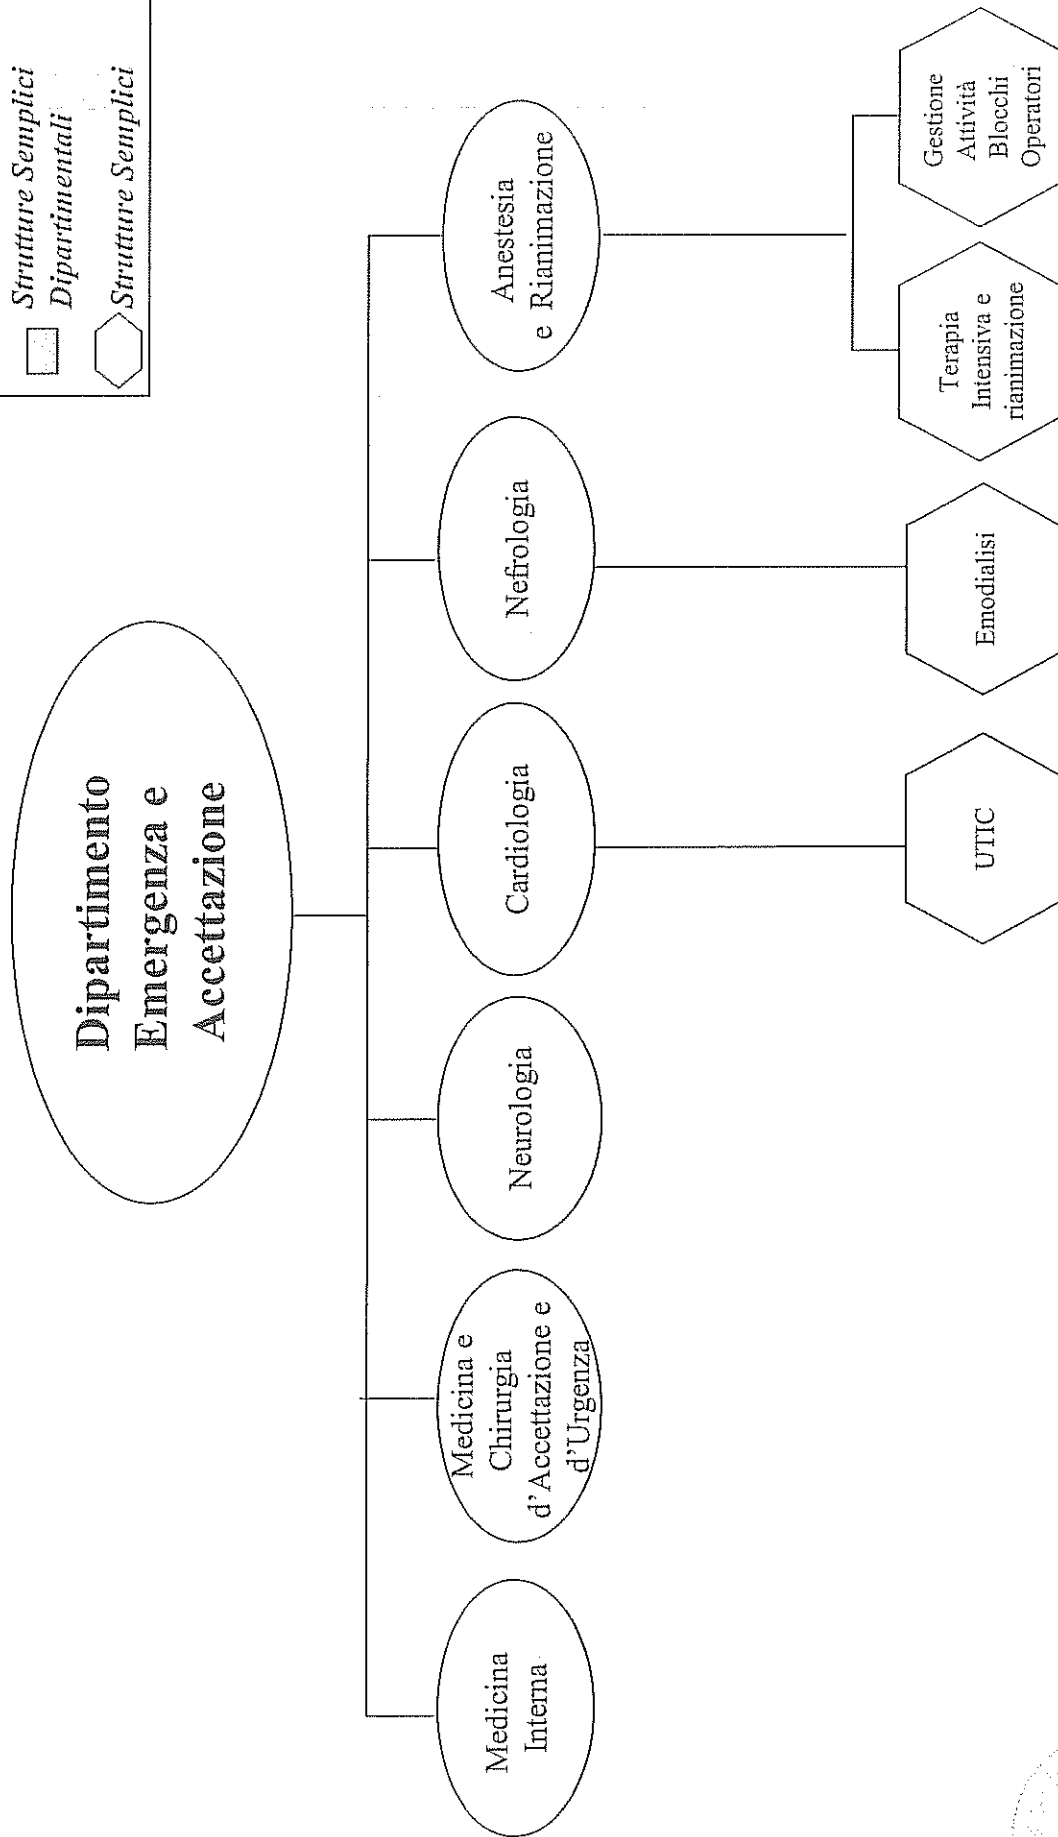 Strutture Semplici
Dipartimentali
Strutture Semplici
Dipartimento
Emergenza e
Accettazione
Medicina
Interna
Medicina e
Chirurgia
d'Accettazione e
d'Urgenza
Neurologia
Cardiologia
Nefrologia
Anestesia
e Rianimazione
UTIC
Emodialisi
Terapia
Intensiva e
rianimazione
Gestione
Attività
Blocchi
Operatori